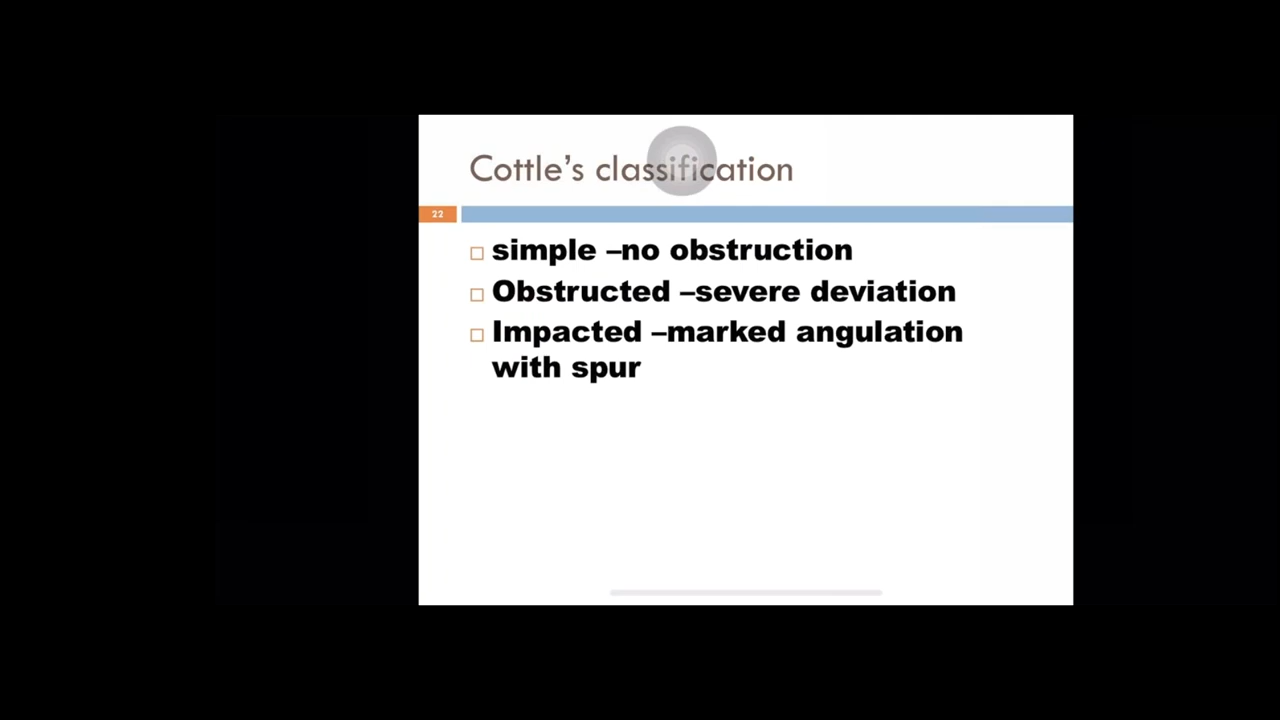 Cottle's classification
22
simple –no obstruction
Obstructed –severe deviation
Impacted –marked angulation
with spur